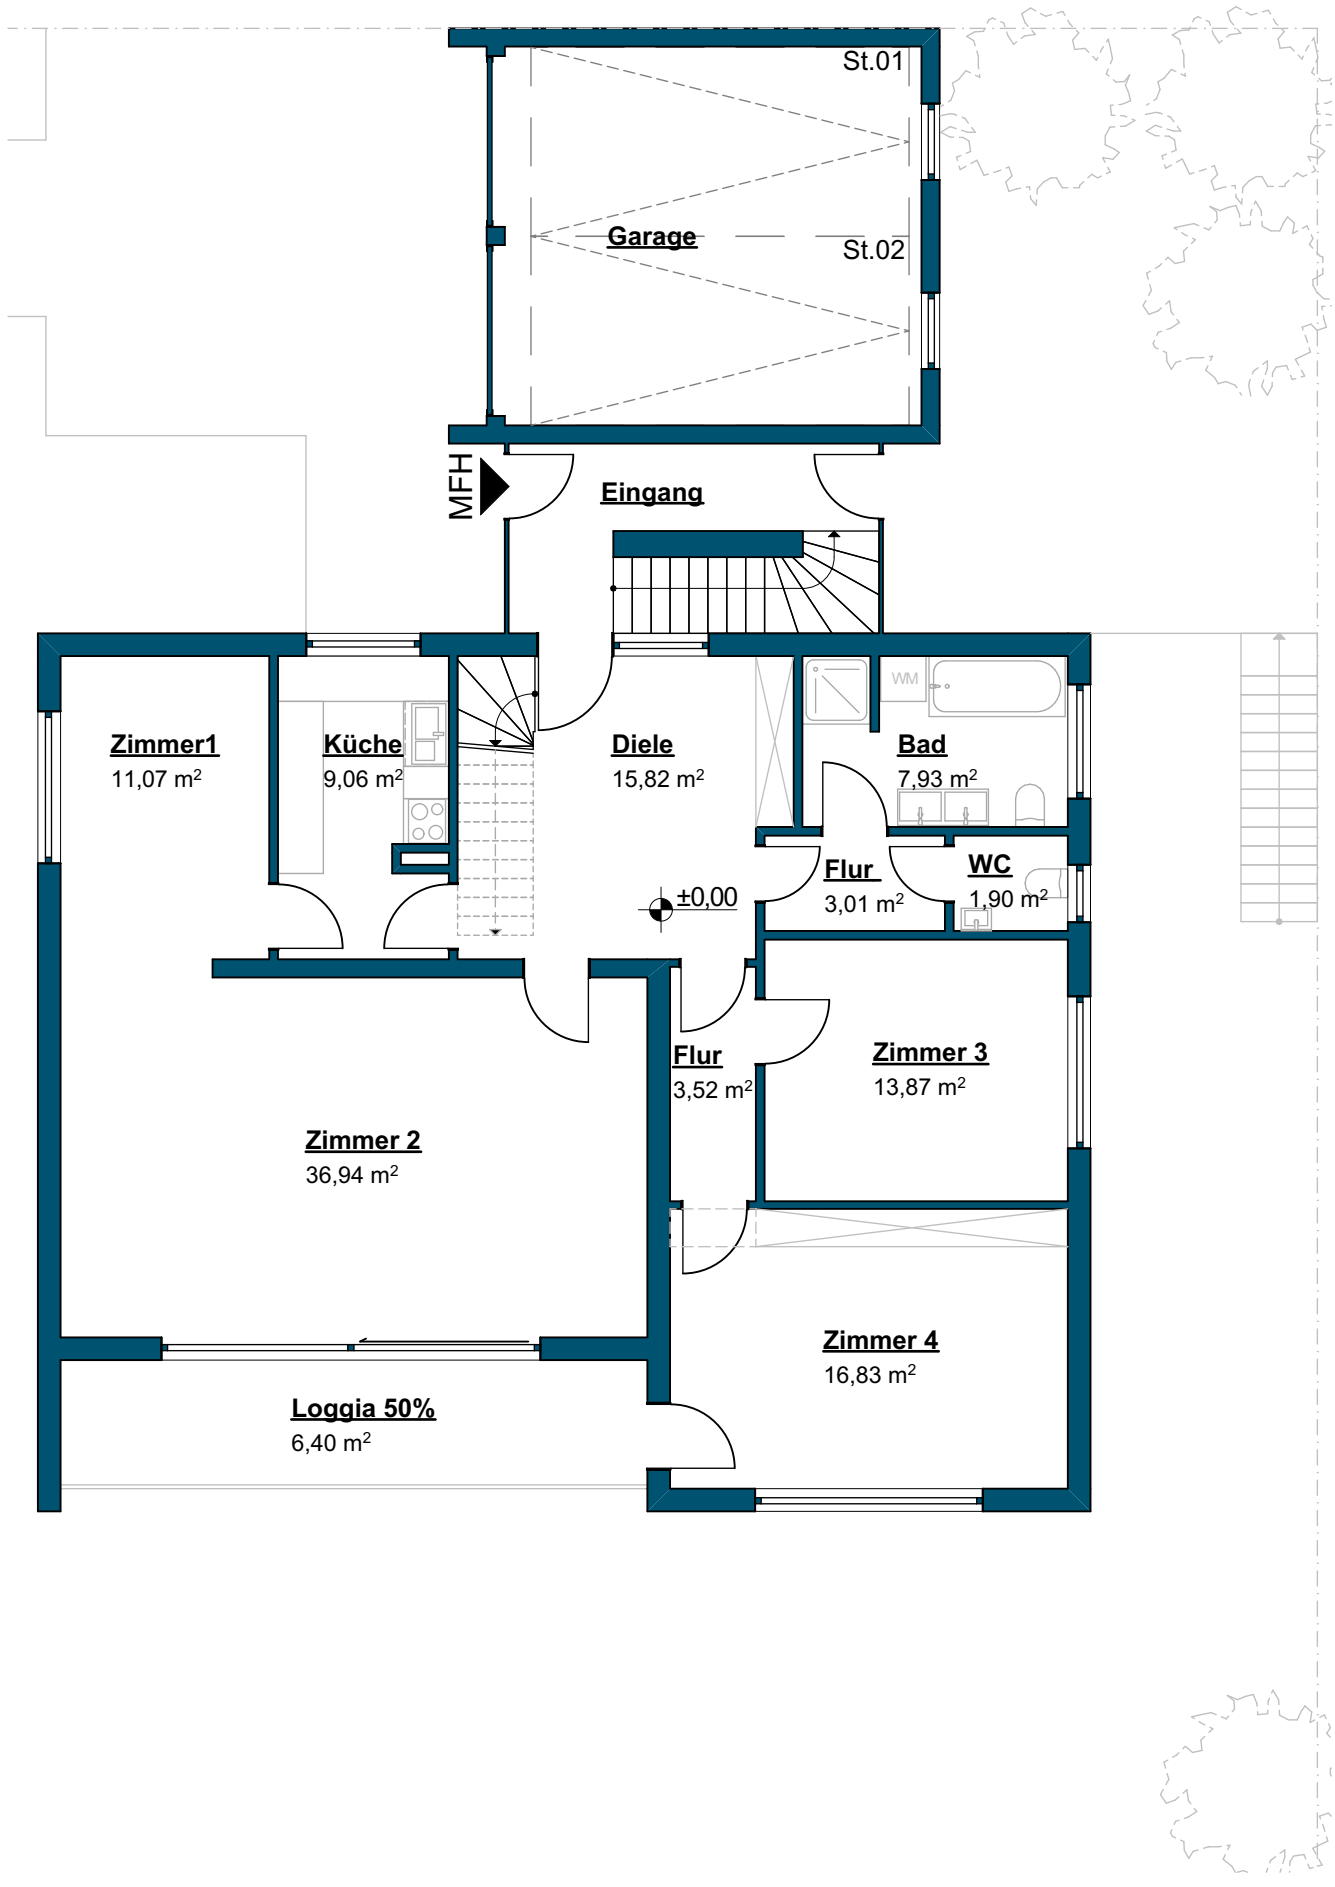 St.01
Garage
St.02
MFH
Eingang
Zimmer1
11,07 m²
Küche
9,06 m²
Diele
15,82 m²
WM
Bad
7,93 m²
Flur
3,01 m²
WC
1,90 m²
±0,00
Flur
3,52 m²
Zimmer 3
13,87 m²
Zimmer 2
36,94 m²
Zimmer 4
16,83 m²
Loggia 50%
6,40 m²